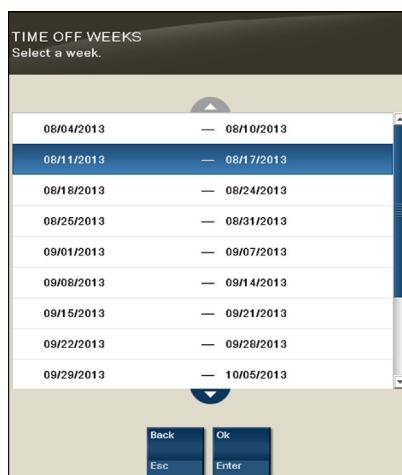 TIME OFF WEEKS
Select a week.
08/04/2013 — 08/10/2013
08/11/2013 — 08/17/2013
08/18/2013 — 08/24/2013
08/25/2013 — 08/31/2013
09/01/2013 — 09/07/2013
09/08/2013 — 09/14/2013
09/15/2013 — 09/21/2013
09/22/2013 — 09/28/2013
09/29/2013 — 10/05/2013
Back Ok
Esc Enter